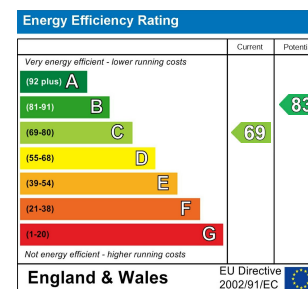 Energy Efficiency Rating
Current Potenti
Very energy efficient - lower running costs
(92 plus) A
(81-91) B
83
(69-80) C
69
(55-68) D
(39-54) E
(21-38) F
(1-20) G
Not energy efficient - higher running costs
England & Wales
EU Directive
2002/91/EC